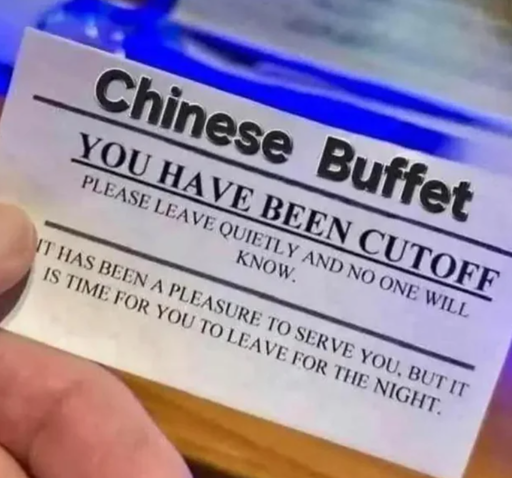 Chinese Buffet
YOU HAVE BEEN CUTOFF
PLEASE LEAVE QUIETLY AND NO ONE WILL
KNOW.
IT HAS BEEN A PLEASURE TO SERVE YOU, BUT IT
IS TIME FOR YOU TO LEAVE FOR THE NIGHT.